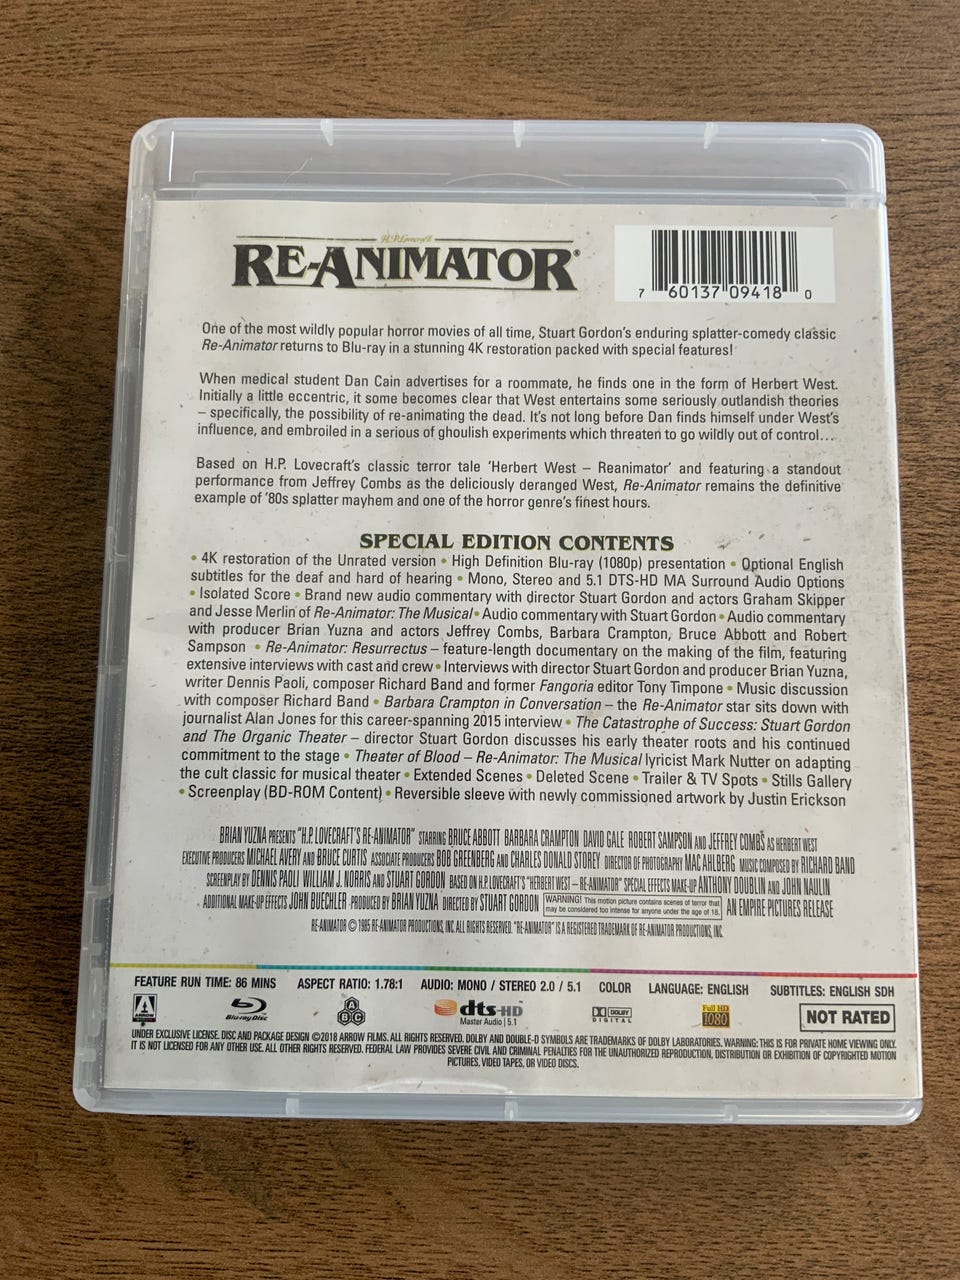 H.P. Lovecraft's
RE-ANIMATOR®
7 60137 09418 0
One of the most wildly popular horror movies of all time, Stuart Gordon's enduring splatter-comedy classic
Re-Animator returns to Blu-ray in a stunning 4K restoration packed with special features!
When medical student Dan Cain advertises for a roommate, he finds one in the form of Herbert West.
Initially a little eccentric, it some becomes clear that West entertains some seriously outlandish theories
– specifically, the possibility of re-animating the dead. It's not long before Dan finds himself under West's
influence, and embroiled in a serious of ghoulish experiments which threaten to go wildly out of control…
Based on H.P. Lovecraft's classic terror tale 'Herbert West – Reanimator' and featuring a standout
performance from Jeffrey Combs as the deliciously deranged West, Re-Animator remains the definitive
example of '80s splatter mayhem and one of the horror genre's finest hours.
SPECIAL EDITION CONTENTS
• 4K restoration of the Unrated version • High Definition Blu-ray (1080p) presentation • Optional English
subtitles for the deaf and hard of hearing • Mono, Stereo and 5.1 DTS-HD MA Surround Audio Options
• Isolated Score • Brand new audio commentary with director Stuart Gordon and actors Graham Skipper
and Jesse Merlin of Re-Animator: The Musical • Audio commentary with Stuart Gordon • Audio commentary
with producer Brian Yuzna and actors Jeffrey Combs, Barbara Crampton, Bruce Abbott and Robert
Sampson • Re-Animator: Resurrectus – feature-length documentary on the making of the film, featuring
extensive interviews with cast and crew • Interviews with director Stuart Gordon and producer Brian Yuzna,
writer Dennis Paoli, composer Richard Band and former Fangoria editor Tony Timpone • Music discussion
with composer Richard Band • Barbara Crampton in Conversation – the Re-Animator star sits down with
journalist Alan Jones for this career-spanning 2015 interview • The Catastrophe of Success: Stuart Gordon
and The Organic Theater – director Stuart Gordon discusses his early theater roots and his continued
commitment to the stage • Theater of Blood – Re-Animator: The Musical lyricist Mark Nutter on adapting
the cult classic for musical theater • Extended Scenes • Deleted Scene • Trailer & TV Spots • Stills Gallery
• Screenplay (BD-ROM Content) • Reversible sleeve with newly commissioned artwork by Justin Erickson
BRIAN YUZNA PRESENTS "H.P. LOVECRAFT'S RE-ANIMATOR" STARRING BRUCE ABBOTT BARBARA CRAMPTON DAVID GALE ROBERT SAMPSON AND JEFFREY COMBS AS HERBERT WEST
EXECUTIVE PRODUCERS MICHAEL AVERY AND BRUCE CURTIS ASSOCIATE PRODUCERS BOB GREENBERG AND CHARLES DONALD STOREY DIRECTOR OF PHOTOGRAPHY MAC AHLBERG MUSIC COMPOSED BY RICHARD BAND
SCREENPLAY BY DENNIS PAOLI WILLIAM J. NORRIS AND STUART GORDON BASED ON H.P. LOVECRAFT'S "HERBERT WEST – RE-ANIMATOR" SPECIAL EFFECTS MAKE-UP ANTHONY DOUBLIN AND JOHN NAULIN
ADDITIONAL MAKE-UP EFFECTS JOHN BUECHLER PRODUCED BY BRIAN YUZNA DIRECTED BY STUART GORDON WARNING! This motion picture contains scenes of terror that may be considered too intense for anyone under the age of 18. AN EMPIRE PICTURES RELEASE
RE-ANIMATOR © 1985 RE-ANIMATOR PRODUCTIONS, INC. ALL RIGHTS RESERVED. "RE-ANIMATOR" IS A REGISTERED TRADEMARK OF RE-ANIMATOR PRODUCTIONS, INC.
FEATURE RUN TIME: 86 MINS ASPECT RATIO: 1.78:1 AUDIO: MONO / STEREO 2.0 / 5.1 COLOR LANGUAGE: ENGLISH SUBTITLES: ENGLISH SDH
ARROW Blu-ray Disc A B C dts-HD Master Audio | 5.1 DOLBY DIGITAL Full HD 1080 NOT RATED
UNDER EXCLUSIVE LICENSE. DISC AND PACKAGE DESIGN ©2018 ARROW FILMS. ALL RIGHTS RESERVED. DOLBY AND DOUBLE-D SYMBOLS ARE TRADEMARKS OF DOLBY LABORATORIES. WARNING: THIS IS FOR PRIVATE HOME VIEWING ONLY.
IT IS NOT LICENSED FOR ANY OTHER USE. ALL OTHER RIGHTS RESERVED. FEDERAL LAW PROVIDES SEVERE CIVIL AND CRIMINAL PENALTIES FOR THE UNAUTHORIZED REPRODUCTION, DISTRIBUTION OR EXHIBITION OF COPYRIGHTED MOTION
PICTURES, VIDEO TAPES, OR VIDEO DISCS.